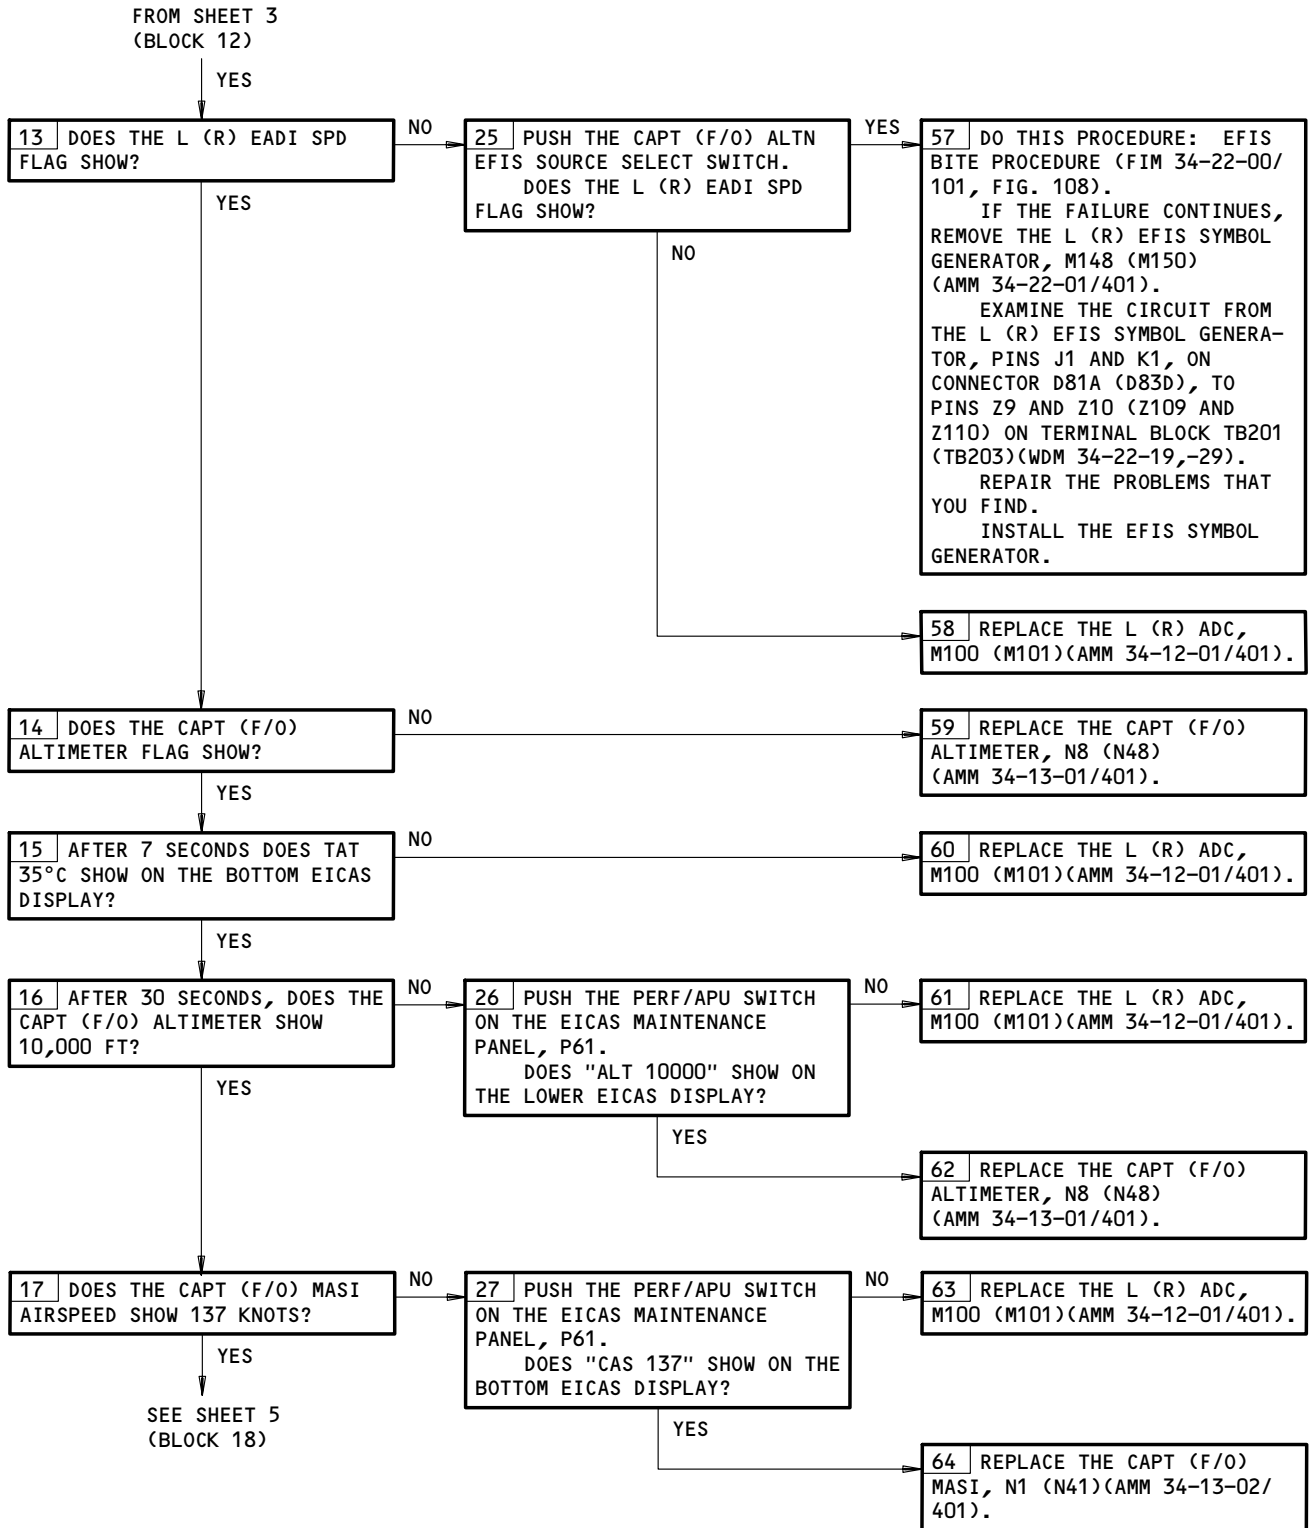 FROM SHEET 3
(BLOCK 12)
YES
13 DOES THE L (R) EADI SPD
FLAG SHOW?
NO
YES
25 PUSH THE CAPT (F/O) ALTN
EFIS SOURCE SELECT SWITCH.
DOES THE L (R) EADI SPD
FLAG SHOW?
YES
NO
57 DO THIS PROCEDURE: EFIS
BITE PROCEDURE (FIM 34-22-00/
101, FIG. 108).
IF THE FAILURE CONTINUES,
REMOVE THE L (R) EFIS SYMBOL
GENERATOR, M148 (M150)
(AMM 34-22-01/401).
EXAMINE THE CIRCUIT FROM
THE L (R) EFIS SYMBOL GENERA-
TOR, PINS J1 AND K1, ON
CONNECTOR D81A (D83D), TO
PINS Z9 AND Z10 (Z109 AND
Z110) ON TERMINAL BLOCK TB201
(TB203)(WDM 34-22-19,-29).
REPAIR THE PROBLEMS THAT
YOU FIND.
INSTALL THE EFIS SYMBOL
GENERATOR.
58 REPLACE THE L (R) ADC,
M100 (M101)(AMM 34-12-01/401).
14 DOES THE CAPT (F/O)
ALTIMETER FLAG SHOW?
NO
YES
59 REPLACE THE CAPT (F/O)
ALTIMETER, N8 (N48)
(AMM 34-13-01/401).
15 AFTER 7 SECONDS DOES TAT
35°C SHOW ON THE BOTTOM EICAS
DISPLAY?
NO
YES
60 REPLACE THE L (R) ADC,
M100 (M101)(AMM 34-12-01/401).
16 AFTER 30 SECONDS, DOES THE
CAPT (F/O) ALTIMETER SHOW
10,000 FT?
NO
YES
26 PUSH THE PERF/APU SWITCH
ON THE EICAS MAINTENANCE
PANEL, P61.
DOES "ALT 10000" SHOW ON
THE LOWER EICAS DISPLAY?
NO
YES
61 REPLACE THE L (R) ADC,
M100 (M101)(AMM 34-12-01/401).
62 REPLACE THE CAPT (F/O)
ALTIMETER, N8 (N48)
(AMM 34-13-01/401).
17 DOES THE CAPT (F/O) MASI
AIRSPEED SHOW 137 KNOTS?
NO
YES
27 PUSH THE PERF/APU SWITCH
ON THE EICAS MAINTENANCE
PANEL, P61.
DOES "CAS 137" SHOW ON THE
BOTTOM EICAS DISPLAY?
NO
YES
63 REPLACE THE L (R) ADC,
M100 (M101)(AMM 34-12-01/401).
64 REPLACE THE CAPT (F/O)
MASI, N1 (N41)(AMM 34-13-02/
401).
SEE SHEET 5
(BLOCK 18)